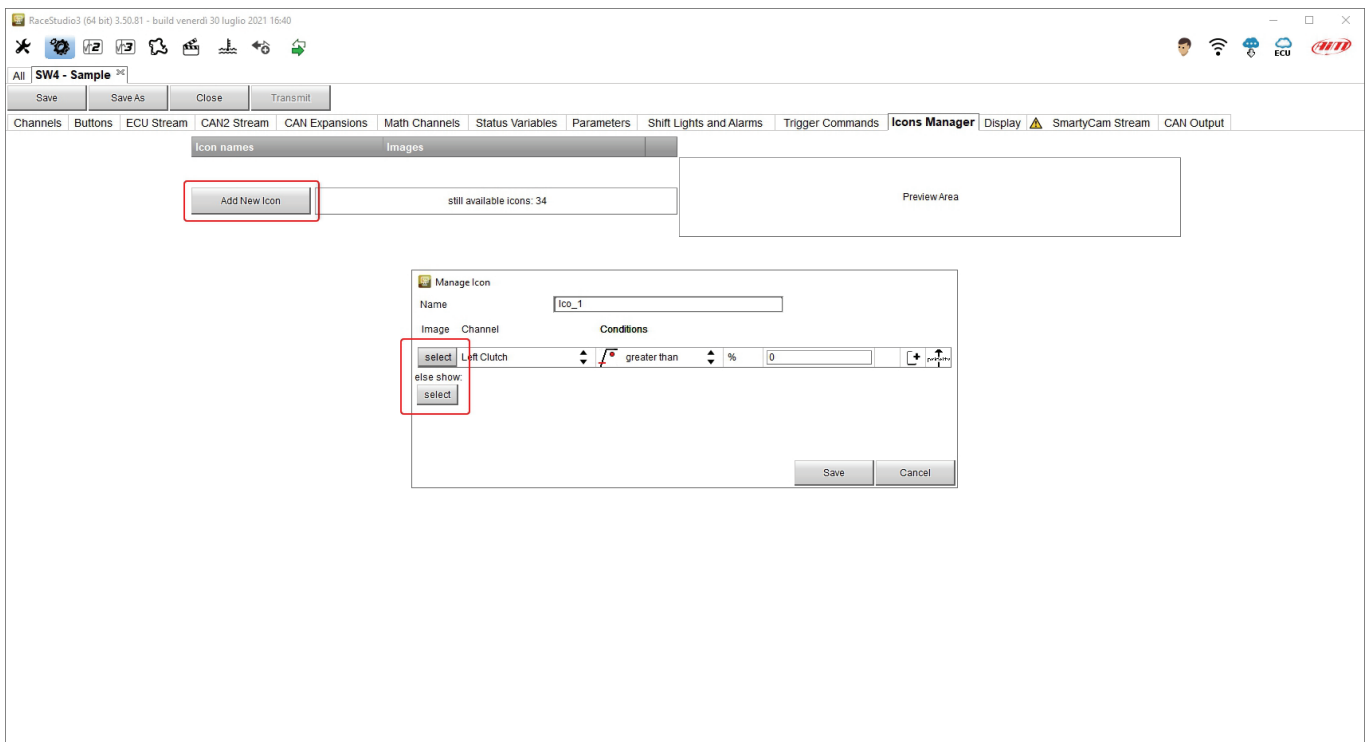 RaceStudio3 (64 bit) 3.50.81 - build venerdì 30 luglio 2021 16:40
ECU
AiM
All SW4 - Sample
Save Save As Close Transmit
Channels Buttons ECU Stream CAN2 Stream CAN Expansions Math Channels Status Variables Parameters Shift Lights and Alarms Trigger Commands Icons Manager Display SmartyCam Stream CAN Output
Icon names Images
Add New Icon still available icons: 34 Preview Area
Manage Icon
Name Ico_1
Image Channel Conditions
select Left Clutch greater than % 0 priority
else show:
select
Save Cancel